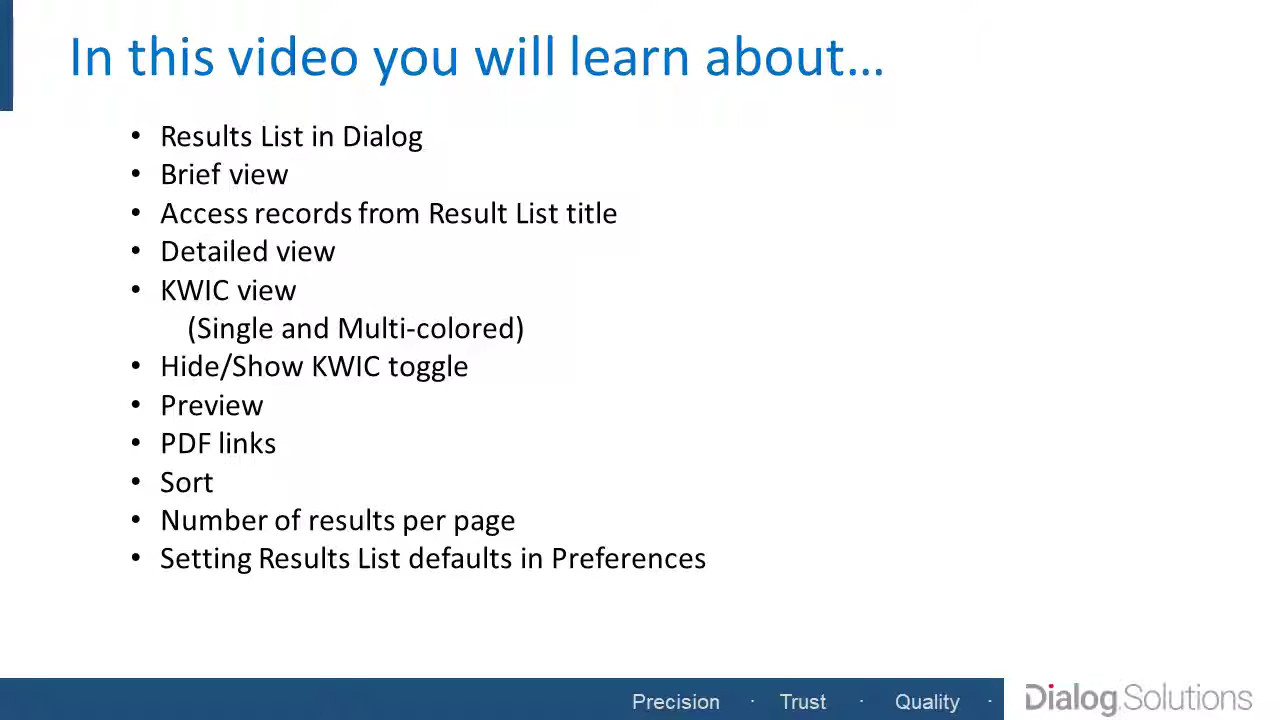 In this video you will learn about…
• Results List in Dialog
• Brief view
• Access records from Result List title
• Detailed view
• KWIC view
(Single and Multi-colored)
• Hide/Show KWIC toggle
• Preview
• PDF links
• Sort
• Number of results per page
• Setting Results List defaults in Preferences
Precision · Trust · Quality ·
Dialog.Solutions